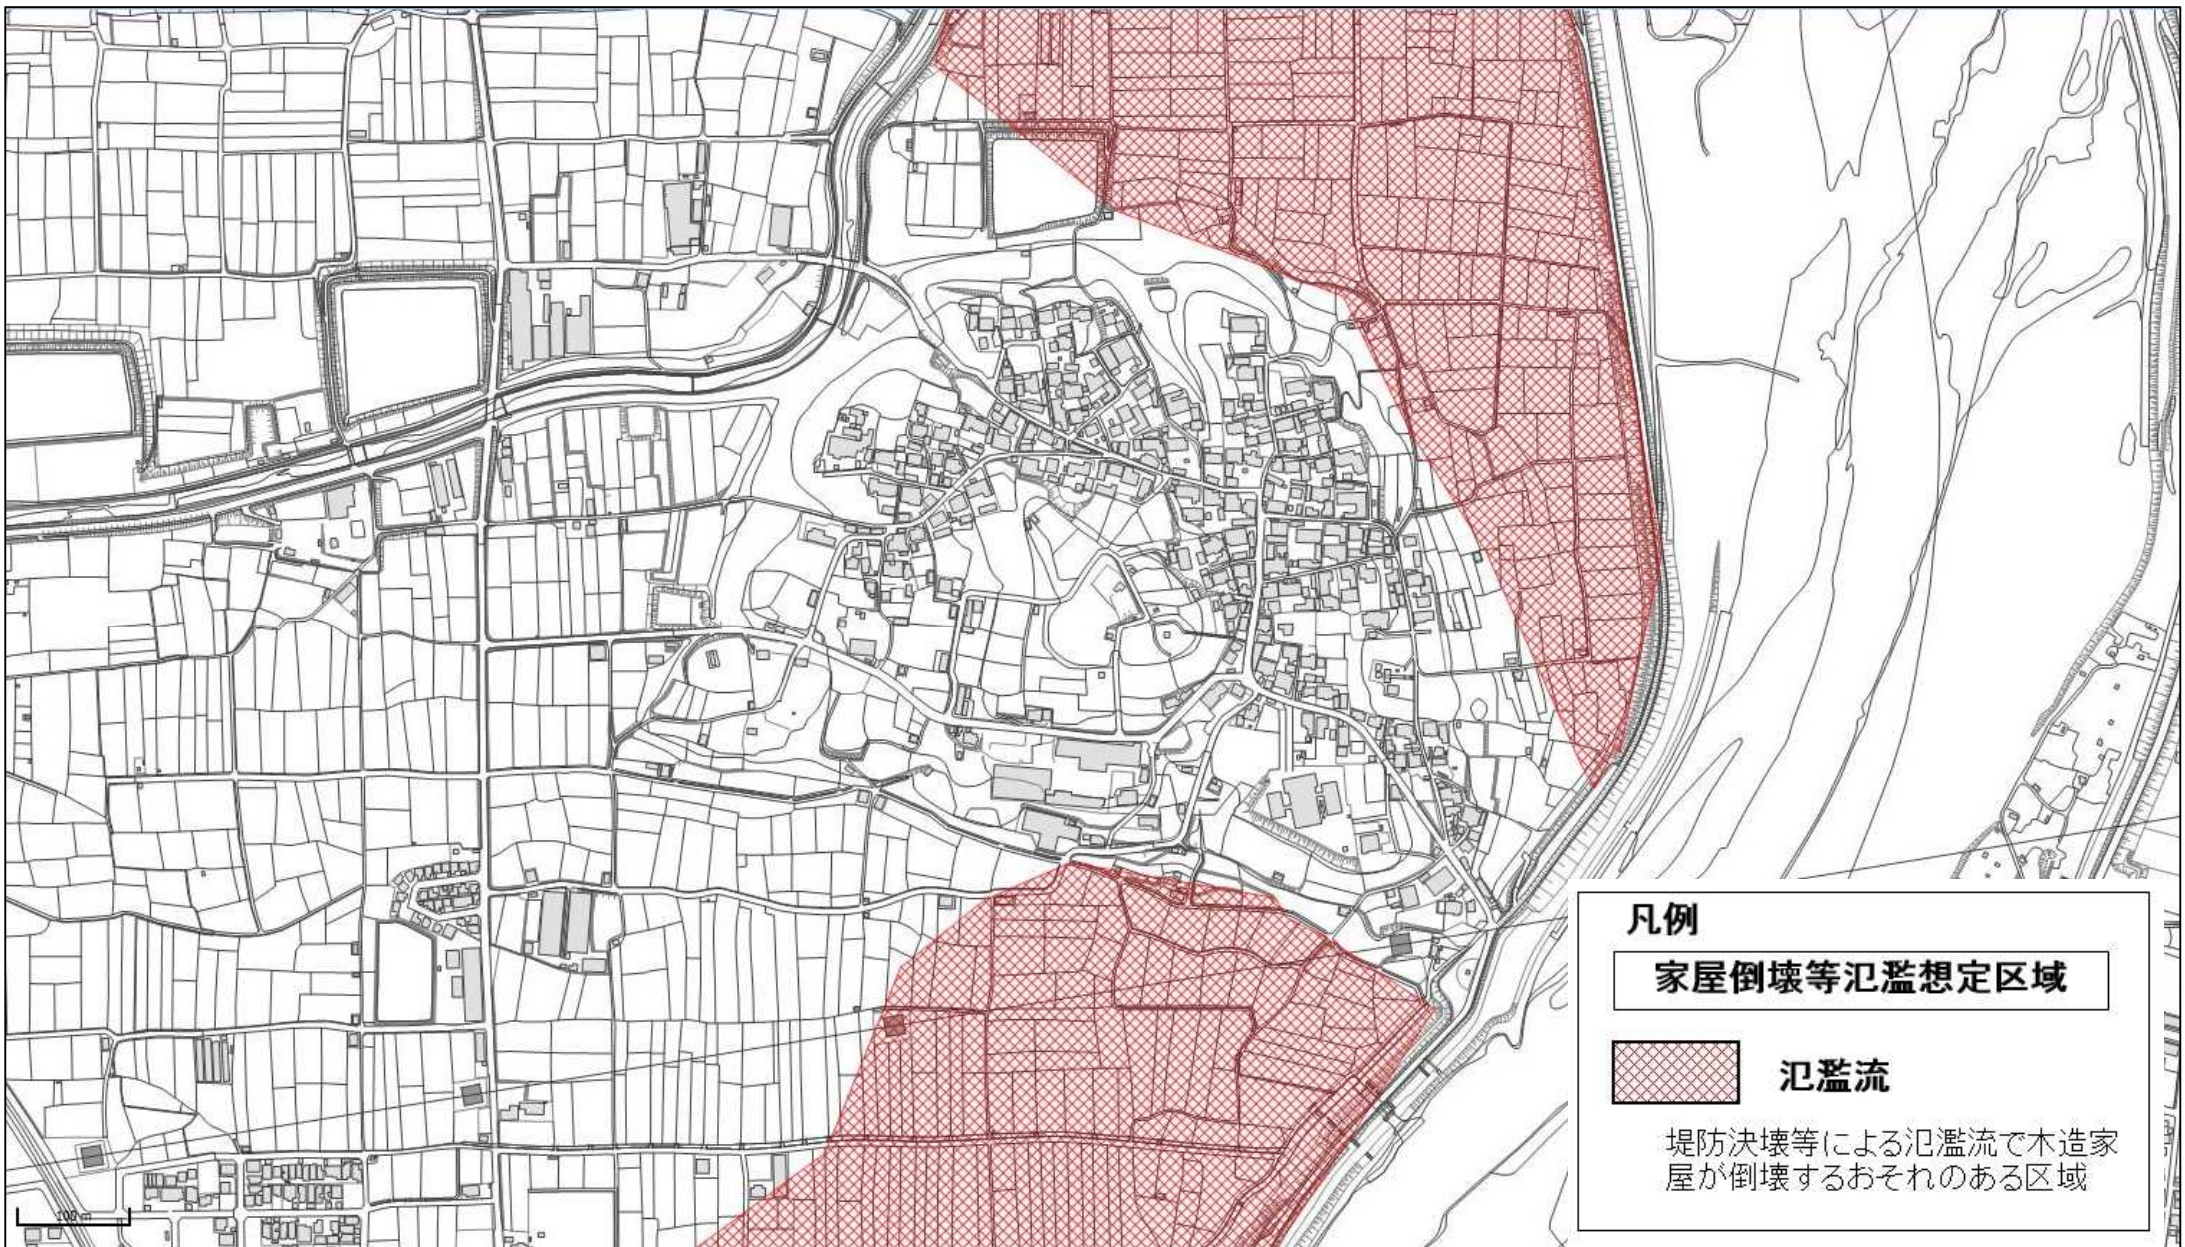 凡例
家屋倒壊等氾濫想定区域
氾濫流
堤防決壊等による氾濫流で木造家
屋が倒壊するおそれのある区域
100 m